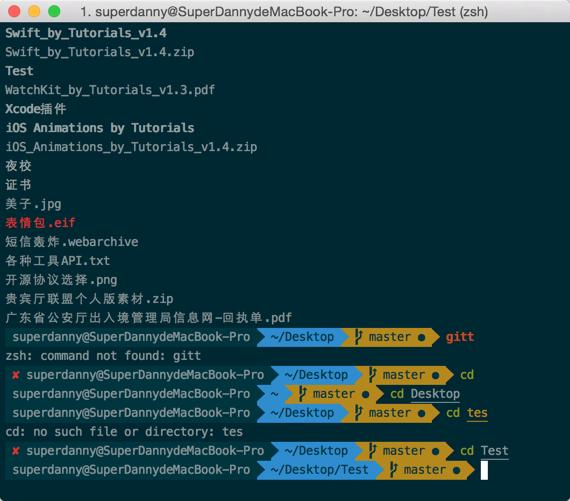 1. superdanny@SuperDannydeMacBook-Pro: ~/Desktop/Test (zsh)
Swift_by_Tutorials_v1.4
Swift_by_Tutorials_v1.4.zip
Test
WatchKit_by_Tutorials_v1.3.pdf
Xcode插件
iOS Animations by Tutorials
iOS_Animations_by_Tutorials_v1.4.zip
夜校
证书
美子.jpg
表情包.eif
短信轰炸.webarchive
各种工具API.txt
开源协议选择.png
贵宾厅联盟个人版素材.zip
广东省公安厅出入境管理局信息网-回执单.pdf
superdanny@SuperDannydeMacBook-Pro ~/Desktop master ● gitt
zsh: command not found: gitt
✘ superdanny@SuperDannydeMacBook-Pro ~/Desktop master ● cd
superdanny@SuperDannydeMacBook-Pro ~ master ● cd Desktop
superdanny@SuperDannydeMacBook-Pro ~/Desktop master ● cd tes
cd: no such file or directory: tes
✘ superdanny@SuperDannydeMacBook-Pro ~/Desktop master ● cd Test
superdanny@SuperDannydeMacBook-Pro ~/Desktop/Test master ●